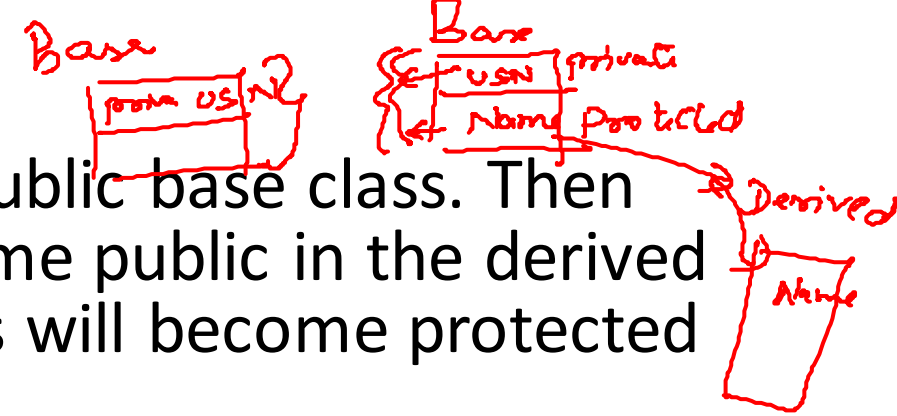 Base
Base
USN private
Name Protected
ublic base class. Then
Derived
me public in the derived
Name
s will become protected